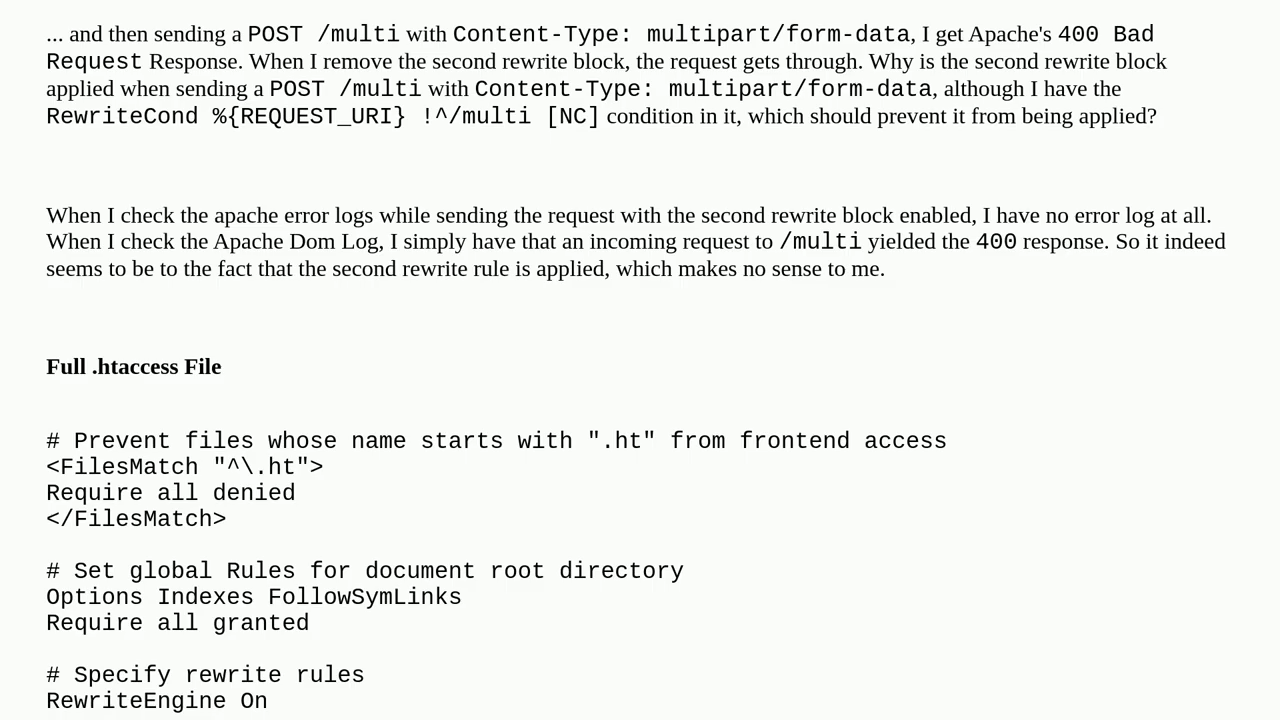 ... and then sending a POST /multi with Content-Type: multipart/form-data, I get Apache's 400 Bad
Request Response. When I remove the second rewrite block, the request gets through. Why is the second rewrite block
applied when sending a POST /multi with Content-Type: multipart/form-data, although I have the
RewriteCond %{REQUEST_URI} !^/multi [NC] condition in it, which should prevent it from being applied?
When I check the apache error logs while sending the request with the second rewrite block enabled, I have no error log at all.
When I check the Apache Dom Log, I simply have that an incoming request to /multi yielded the 400 response. So it indeed
seems to be to the fact that the second rewrite rule is applied, which makes no sense to me.
Full .htaccess File
# Prevent files whose name starts with ".ht" from frontend access
<FilesMatch "^\.ht">
Require all denied
</FilesMatch>
# Set global Rules for document root directory
Options Indexes FollowSymLinks
Require all granted
# Specify rewrite rules
RewriteEngine On